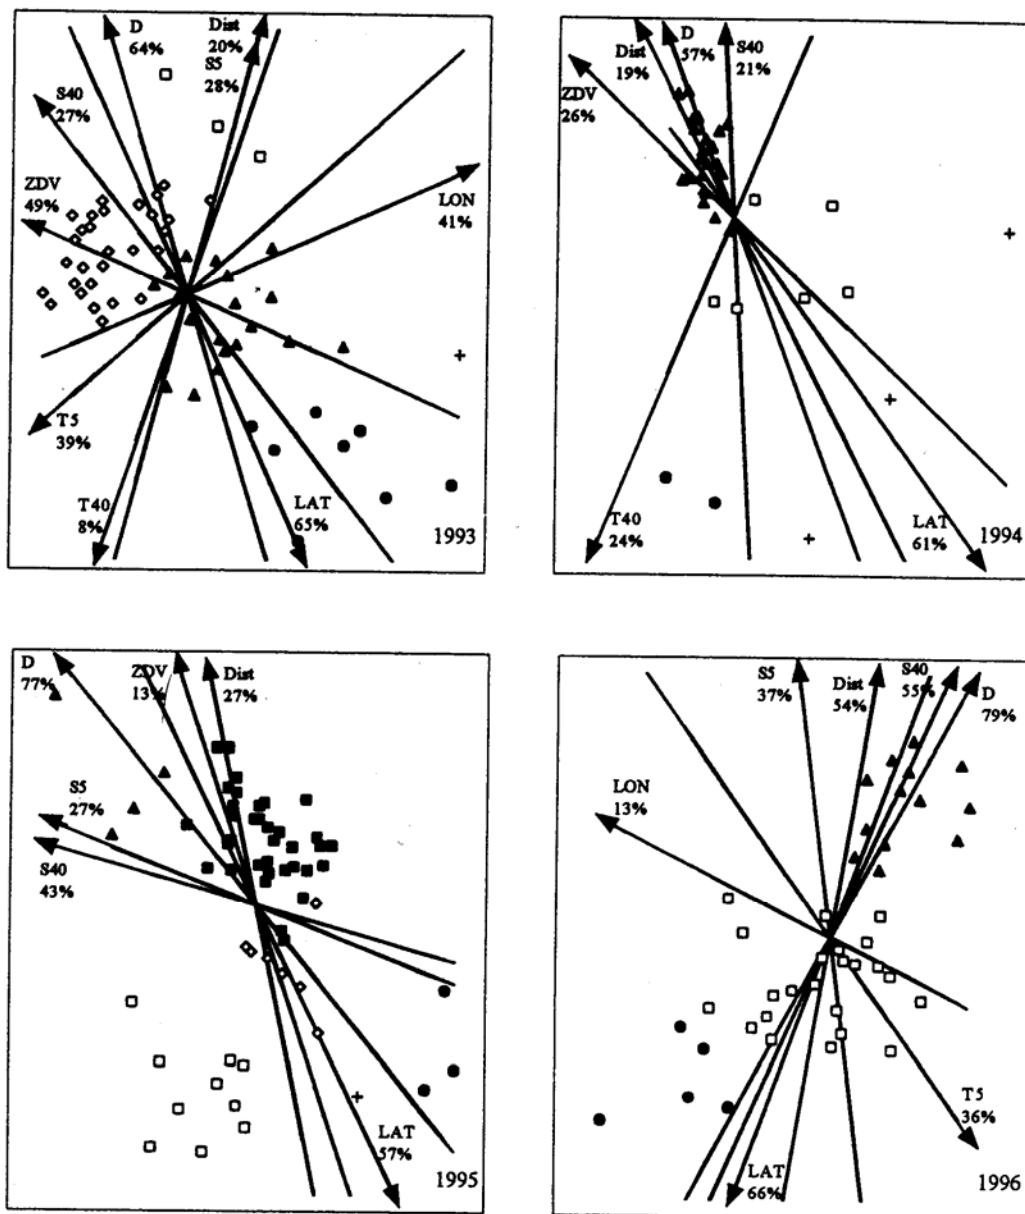 D
64%
Dist
20%
S5
28%
S40
27%
ZDV
49%
LON
41%
T5
39%
T40
8%
LAT
65%
1993
Dist
19%
D
57%
S40
21%
ZDV
26%
T40
24%
LAT
61%
1994
D
77%
ZDV
13%
Dist
27%
S5
27%
S40
43%
LAT
57%
1995
S5
37%
Dist
54%
S40
55%
D
79%
LON
13%
T5
36%
LAT
66%
1996